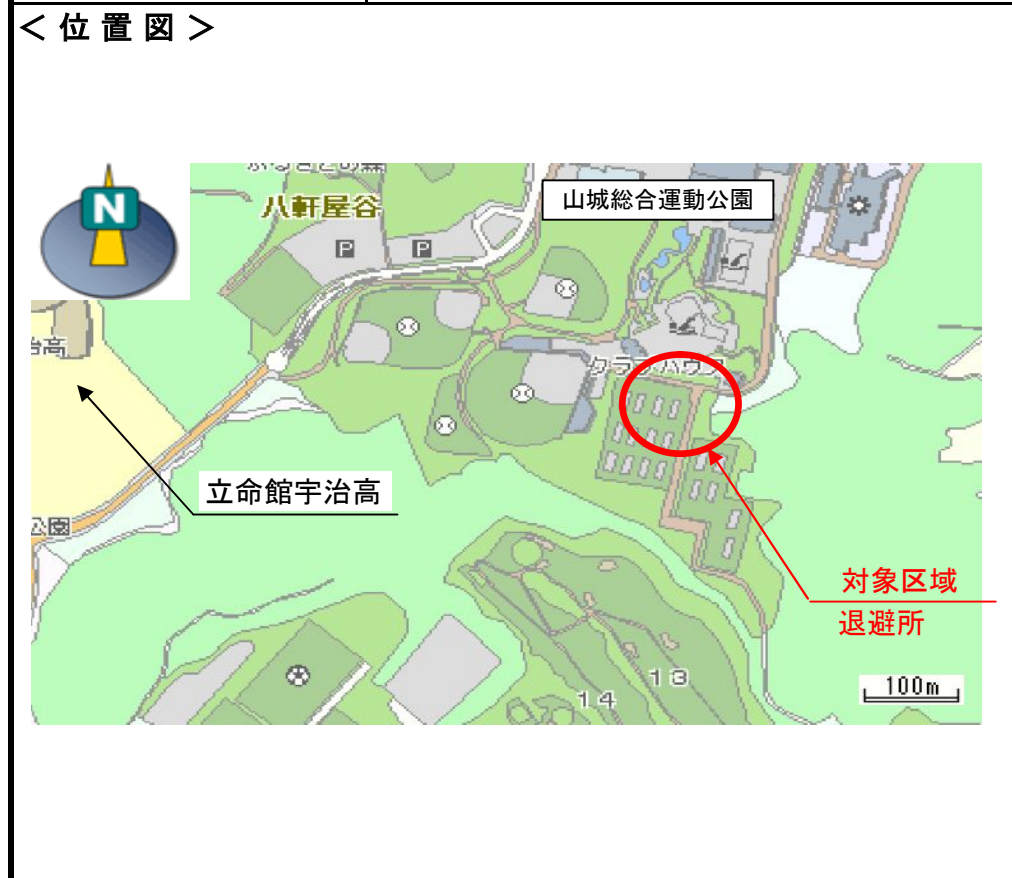 ＜位置図＞
N
八軒屋谷
山城総合運動公園
P
P
治高
クラブハウス
立命館宇治高
公園
対象区域
退避所
13
14
100m